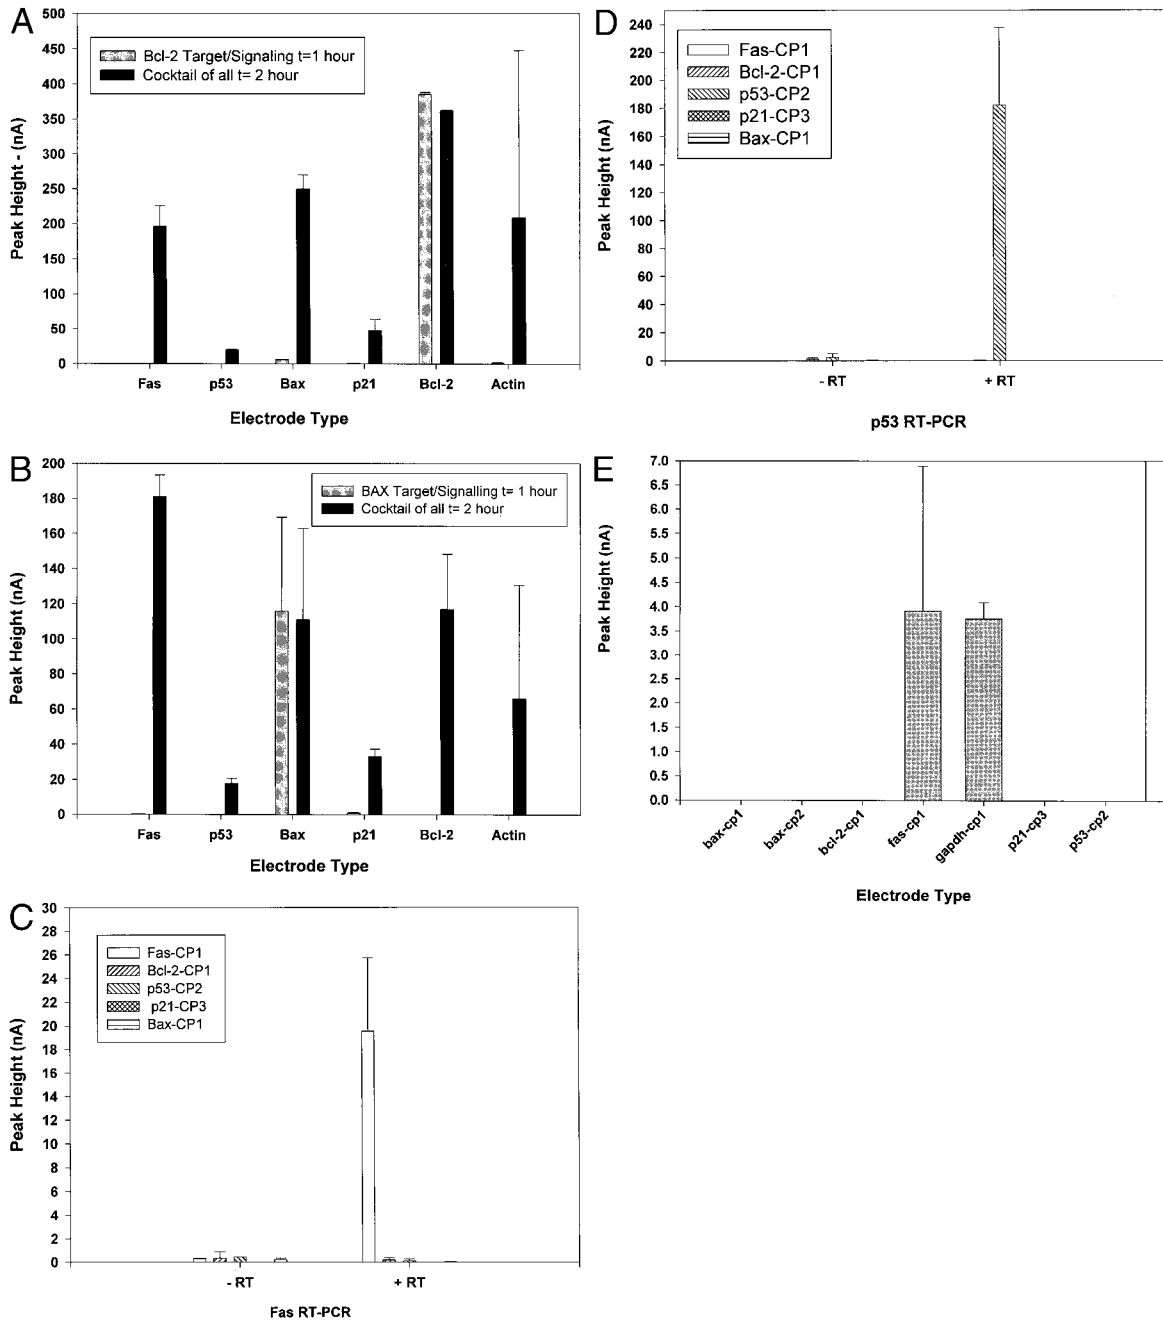 A
500
450
400
350
300
250
200
150
100
50
0
Peak Height - (nA)
Bcl-2 Target/Signaling t=1 hour
Cocktail of all t= 2 hour
Fas p53 Bax p21 Bcl-2 Actin
Electrode Type
B
200
180
160
140
120
100
80
60
40
20
0
Peak Height (nA)
BAX Target/Signalling t= 1 hour
Cocktail of all t= 2 hour
Fas p53 Bax p21 Bcl-2 Actin
Electrode Type
C
30
28
26
24
22
20
18
16
14
12
10
8
6
4
2
0
Peak Height (nA)
Fas-CP1
Bcl-2-CP1
p53-CP2
p21-CP3
Bax-CP1
- RT + RT
Fas RT-PCR
D
240
220
200
180
160
140
120
100
80
60
40
20
0
Peak Height (nA)
Fas-CP1
Bcl-2-CP1
p53-CP2
p21-CP3
Bax-CP1
- RT + RT
p53 RT-PCR
E
7.0
6.5
6.0
5.5
5.0
4.5
4.0
3.5
3.0
2.5
2.0
1.5
1.0
0.5
0.0
Peak Height (nA)
bax-cp1 bax-cp2 bcl-2-cp1 fas-cp1 gapdh-cp1 p21-cp3 p53-cp2
Electrode Type